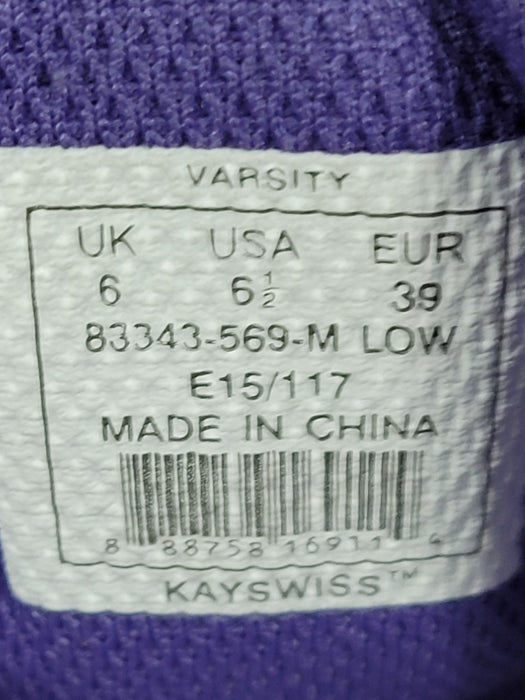 VARSITY
UK USA EUR
6 6½ 39
83343-569-M LOW
E15/117
MADE IN CHINA
8 88758 16911 4
KAYSWISS™